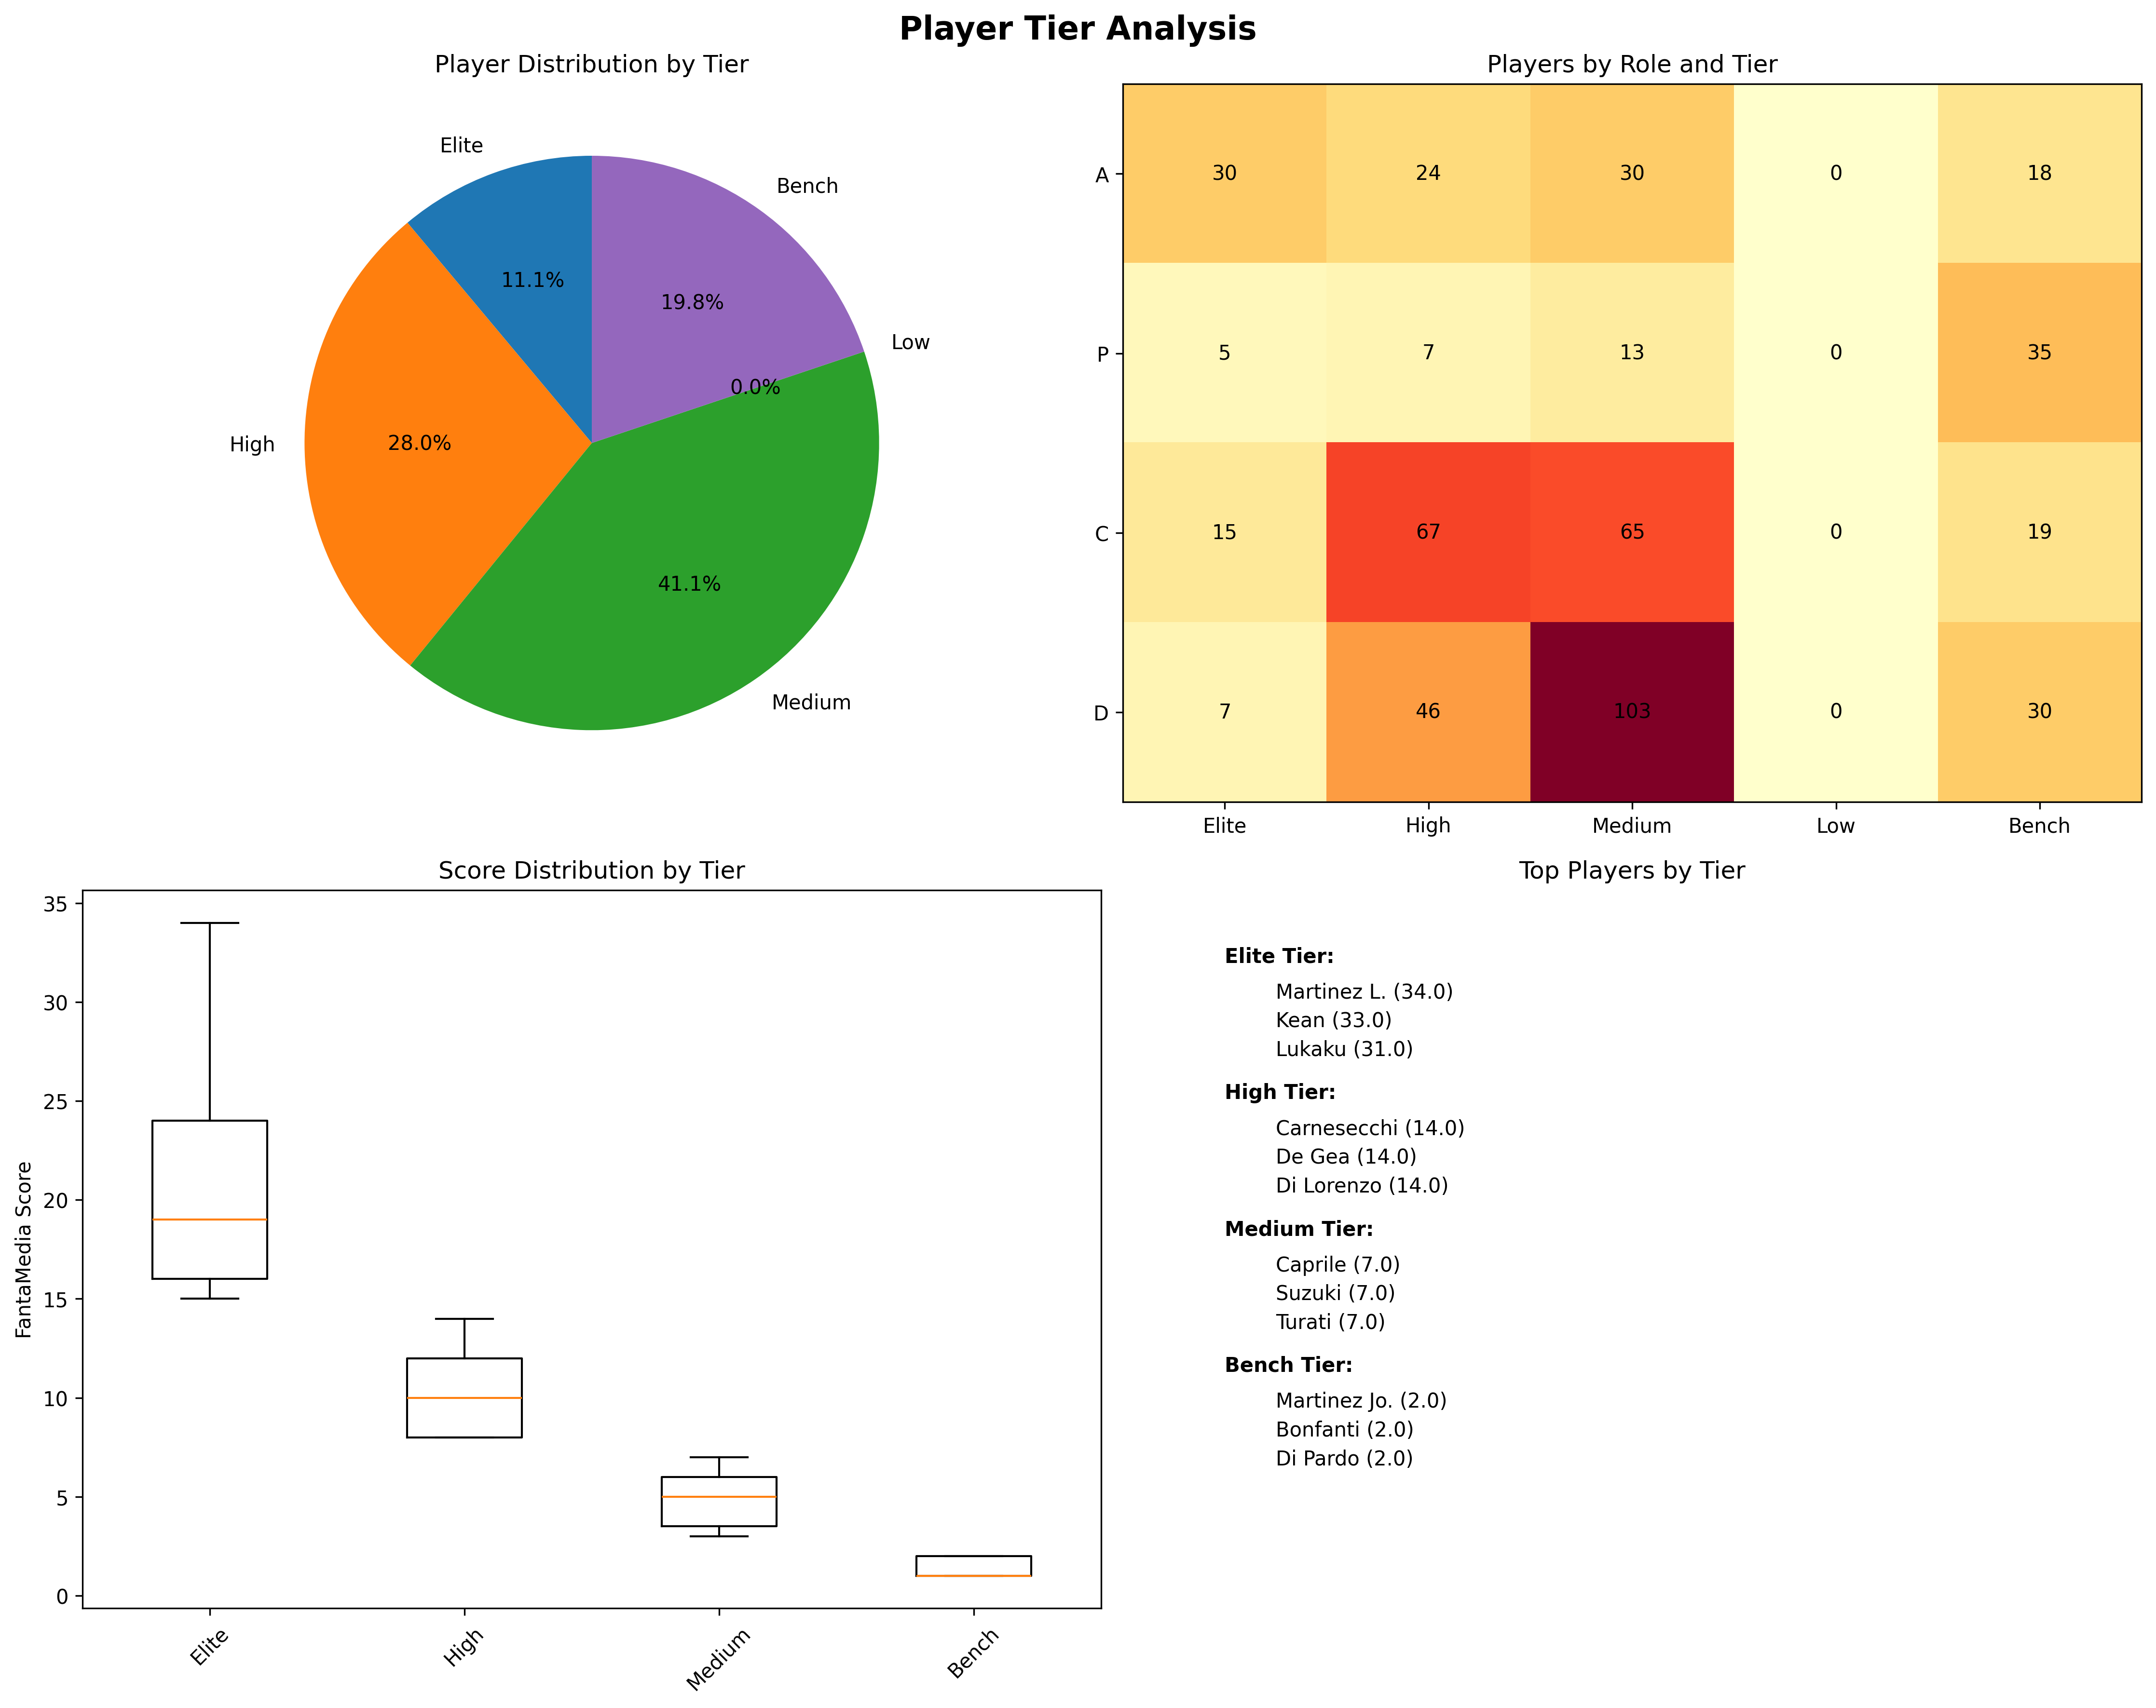 Player Tier Analysis
Player Distribution by Tier
Elite
Bench
Low
High
Medium
11.1%
19.8%
0.0%
28.0%
41.1%
Players by Role and Tier
A 30 24 30 0 18
P 5 7 13 0 35
C 15 67 65 0 19
D 7 46 103 0 30
Elite High Medium Low Bench
Score Distribution by Tier
FantaMedia Score
35
30
25
20
15
10
5
0
Elite High Medium Bench
Top Players by Tier
Elite Tier:
Martinez L. (34.0)
Kean (33.0)
Lukaku (31.0)
High Tier:
Carnesecchi (14.0)
De Gea (14.0)
Di Lorenzo (14.0)
Medium Tier:
Caprile (7.0)
Suzuki (7.0)
Turati (7.0)
Bench Tier:
Martinez Jo. (2.0)
Bonfanti (2.0)
Di Pardo (2.0)